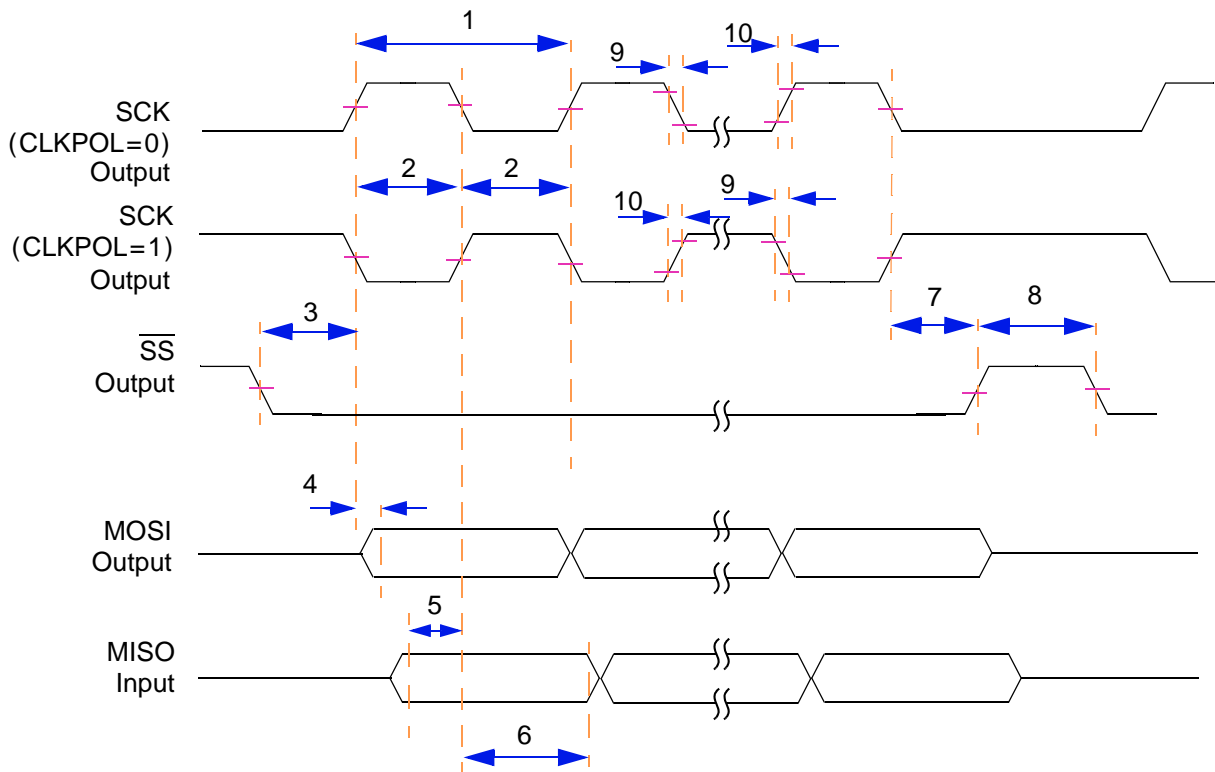 1
9
10
SCK
(CLKPOL=0)
Output
2
2
SCK
(CLKPOL=1)
Output
10
9
3
7
8
SS
Output
4
MOSI
Output
5
MISO
Input
6